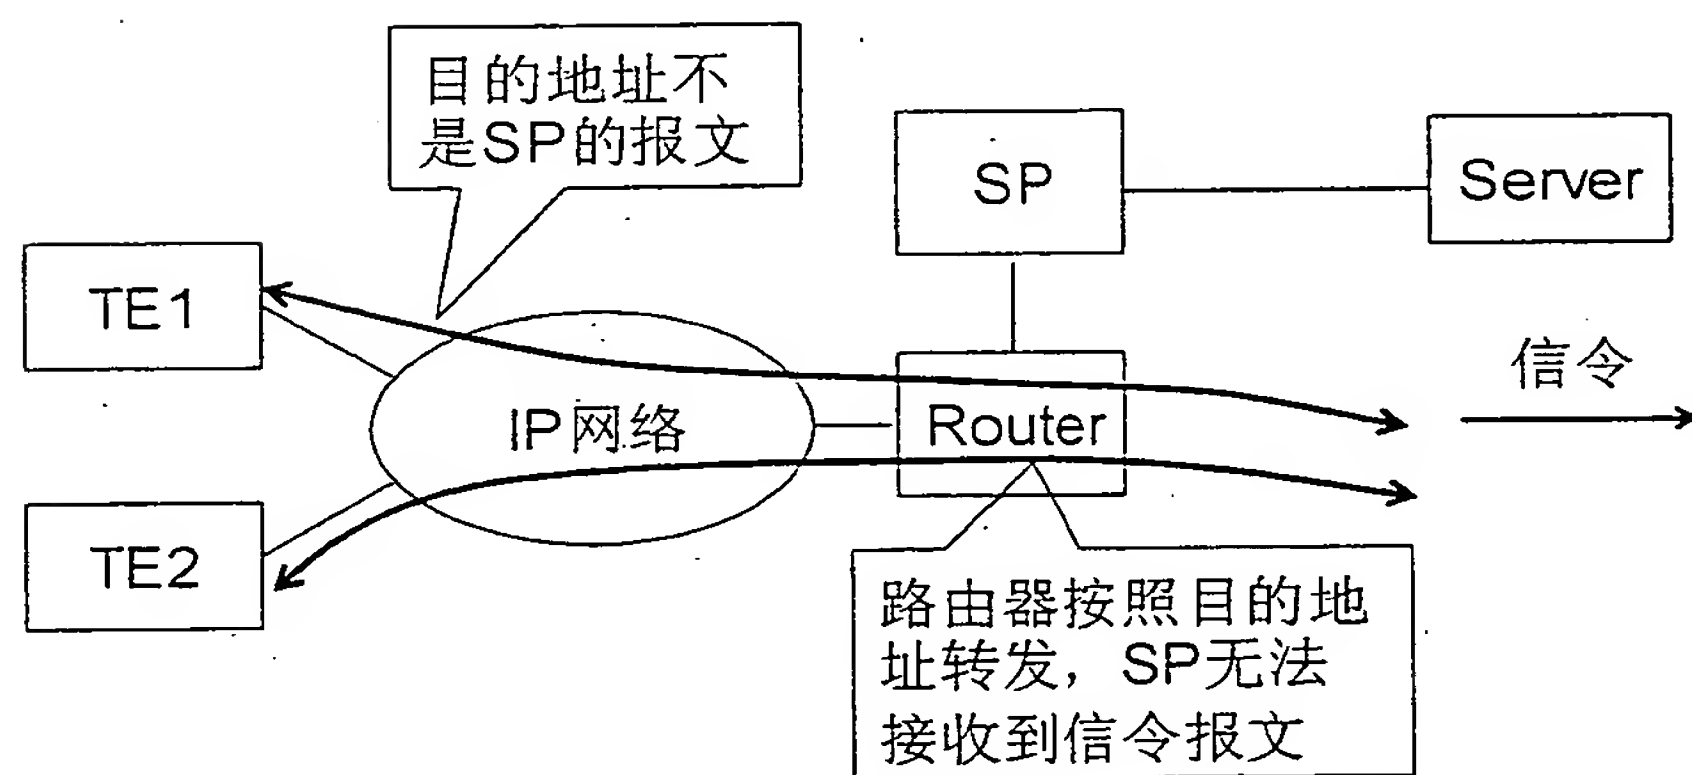 目的地址不
是SP的报文
SP
Server
TE1
信令
IP网络
Router
TE2
路由器按照目的地
址转发，SP无法
接收到信令报文